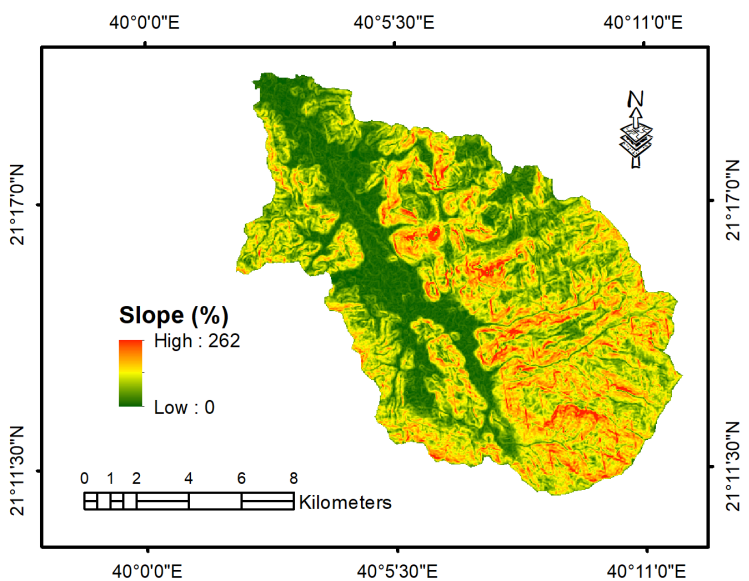 40°0'0"E 40°5'30"E 40°11'0"E
N
21°17'0"N 21°17'0"N
Slope (%)
High : 262
Low : 0
21°11'30"N 21°11'30"N
0 1 2 4 6 8
Kilometers
40°0'0"E 40°5'30"E 40°11'0"E